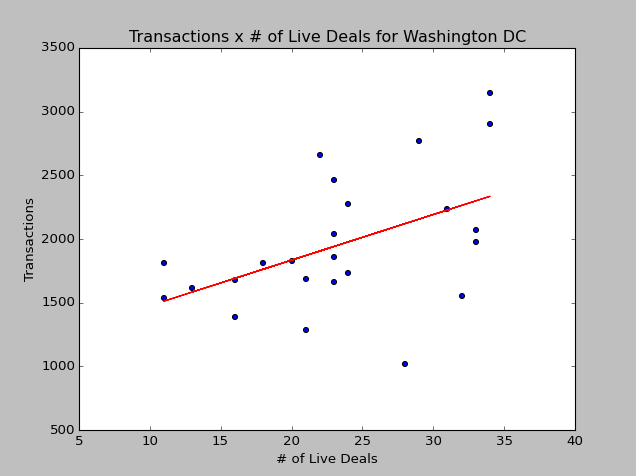 Transactions x # of Live Deals for Washington DC
3500
3000
2500
2000
1500
1000
500
Transactions
5 10 15 20 25 30 35 40
# of Live Deals